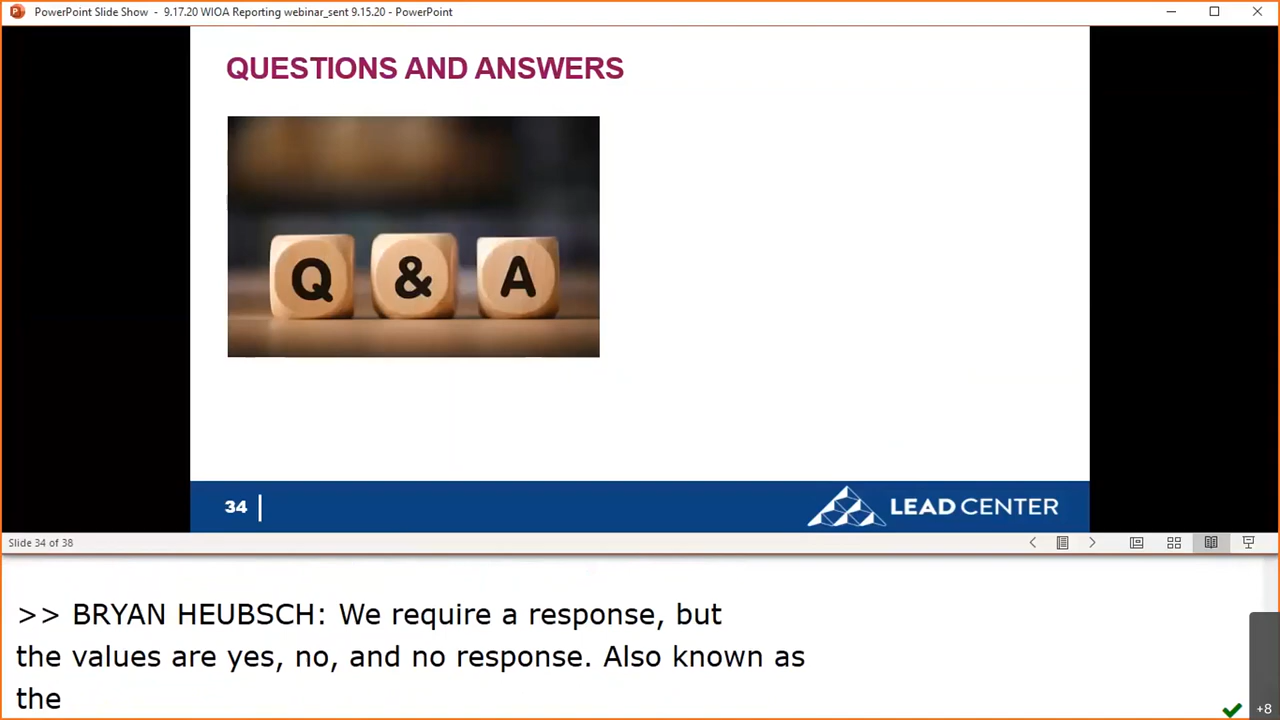 PowerPoint Slide Show - 9.17.20 WIOA Reporting webinar_sent 9.15.20 - PowerPoint
QUESTIONS AND ANSWERS
Q & A
34
LEAD CENTER
Slide 34 of 38
>> BRYAN HEUBSCH: We require a response, but
the values are yes, no, and no response. Also known as
the
+8